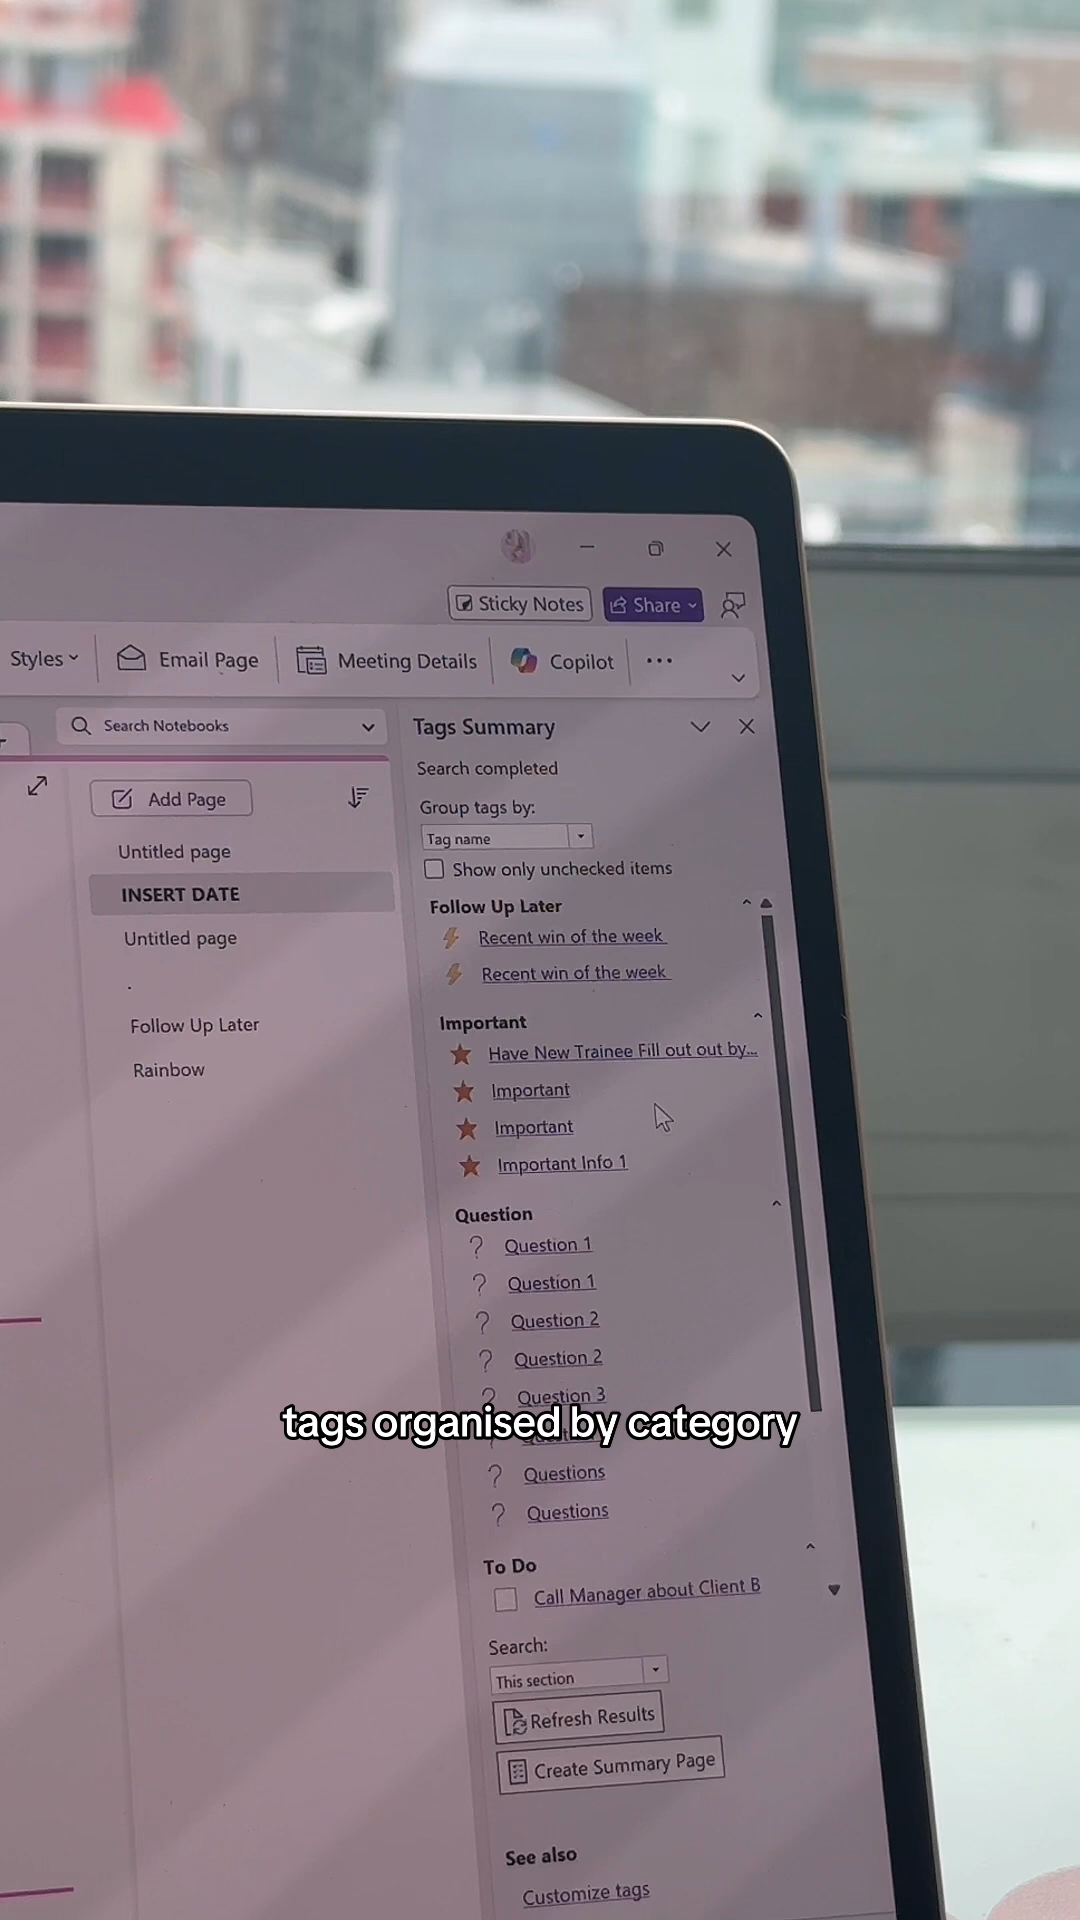 Sticky Notes
Share
Styles
Email Page
Meeting Details
Copilot
Search Notebooks
Add Page
Untitled page
INSERT DATE
Untitled page
.
Follow Up Later
Rainbow
Tags Summary
Search completed
Group tags by:
Tag name
Show only unchecked items
Follow Up Later
Recent win of the week
Recent win of the week
Important
Have New Trainee Fill out out by...
Important
Important
Important Info 1
Question
? Question 1
? Question 1
? Question 2
? Question 2
? Question 3
tags organised by category
? Questions
? Questions
To Do
Call Manager about Client B
Search:
This section
Refresh Results
Create Summary Page
See also
Customize tags